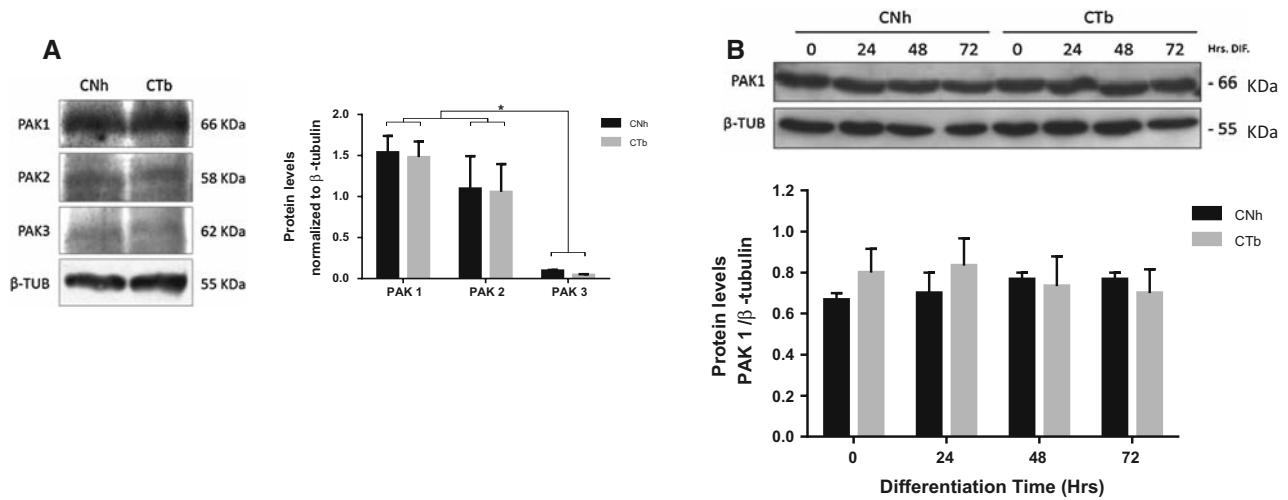 A
CNh CTb
PAK1 66 KDa
PAK2 58 KDa
PAK3 62 KDa
β-TUB 55 KDa
Protein levels
normalized to β -tubulin
2.0
1.5
1.0
0.5
0.0
*
PAK 1 PAK 2 PAK 3
CNh
CTb
B
CNh CTb
0 24 48 72 0 24 48 72 Hrs. DIF.
PAK1 - 66 KDa
β-TUB - 55 KDa
Protein levels
PAK 1 /β -tubulin
1.2
1.0
0.8
0.6
0.4
0.2
0.0
0 24 48 72
Differentiation Time (Hrs)
CNh
CTb